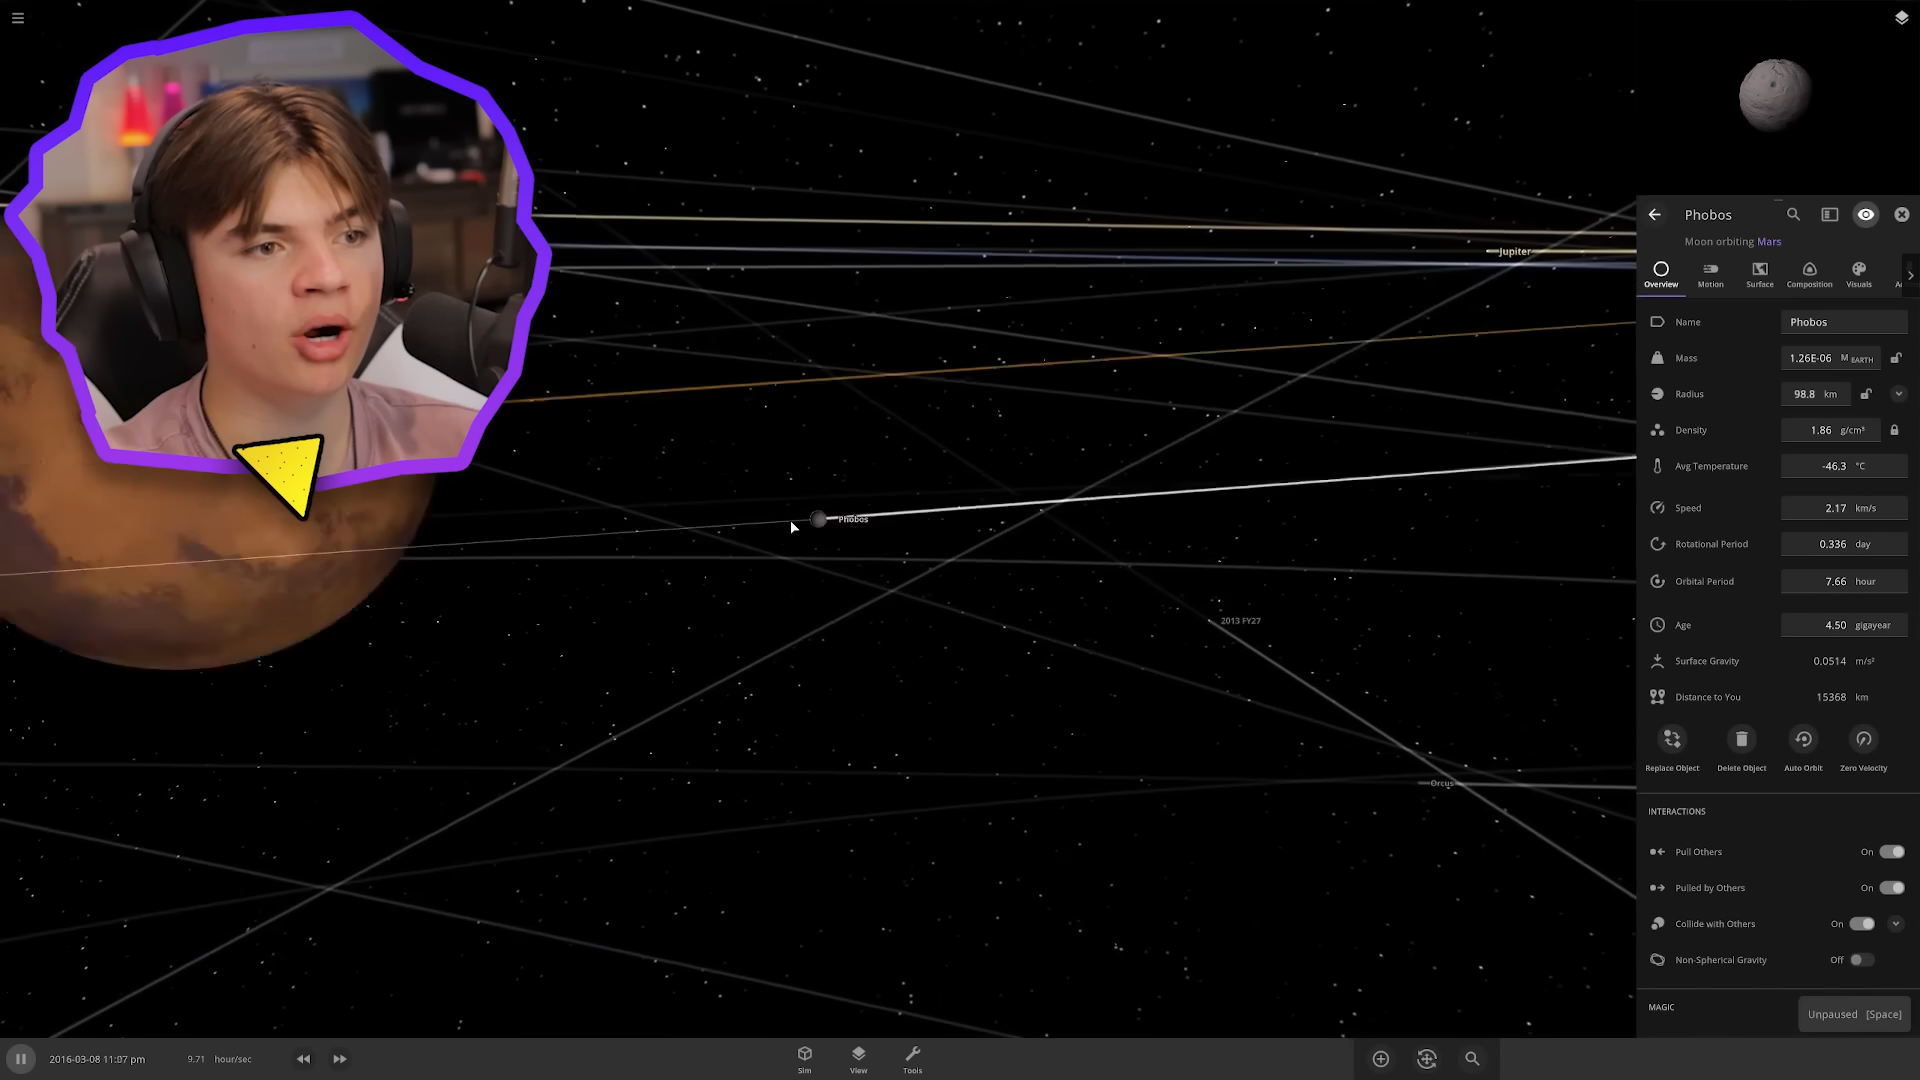 Jupiter
Phobos
2013 FY27
Orcus
Phobos
Moon orbiting Mars
Overview
Motion
Surface
Composition
Visuals
Name Phobos
Mass 1.26E-06 M EARTH
Radius 98.8 km
Density 1.86 g/cm³
Avg Temperature -46.3 °C
Speed 2.17 km/s
Rotational Period 0.336 day
Orbital Period 7.66 hour
Age 4.50 gigayear
Surface Gravity 0.0514 m/s²
Distance to You 15368 km
Replace Object
Delete Object
Auto Orbit
Zero Velocity
INTERACTIONS
Pull Others On
Pulled by Others On
Collide with Others On
Non-Spherical Gravity Off
MAGIC
Unpaused [Space]
2016-03-08 11:07 pm
9.71 hour/sec
Sim
View
Tools